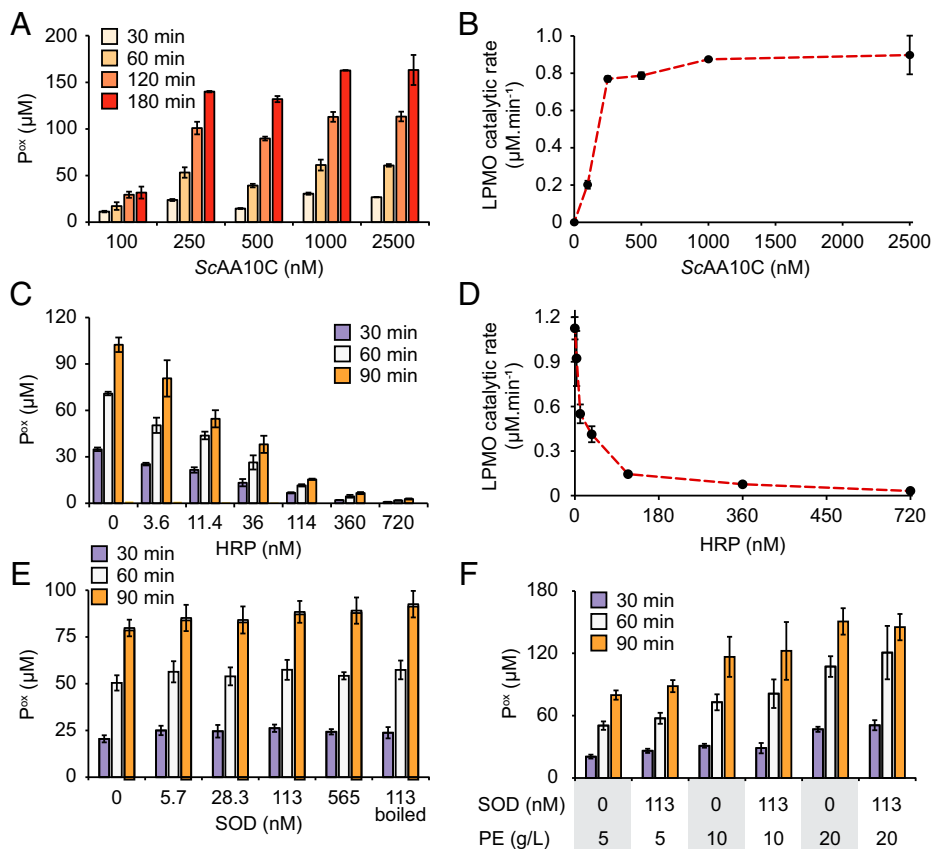 A
30 min
60 min
120 min
180 min
200
150
100
50
0
Pᵒˣ (µM)
100 250 500 1000 2500
ScAA10C (nM)
B
1.0
0.8
0.6
0.4
0.2
0
LPMO catalytic rate
(µM.min⁻¹)
0 500 1000 1500 2000 2500
ScAA10C (nM)
C
30 min
60 min
90 min
120
90
60
30
0
Pᵒˣ (µM)
0 3.6 11.4 36 114 360 720
HRP (nM)
D
1.2
0.9
0.6
0.3
0
LPMO catalytic rate
(µM.min⁻¹)
0 180 360 450 720
HRP (nM)
E
30 min
60 min
90 min
100
75
50
25
0
Pᵒˣ (µM)
0 5.7 28.3 113 565 113
boiled
SOD (nM)
F
30 min
60 min
90 min
180
120
60
0
Pᵒˣ (µM)
SOD (nM) 0 113 0 113 0 113
PE (g/L) 5 5 10 10 20 20